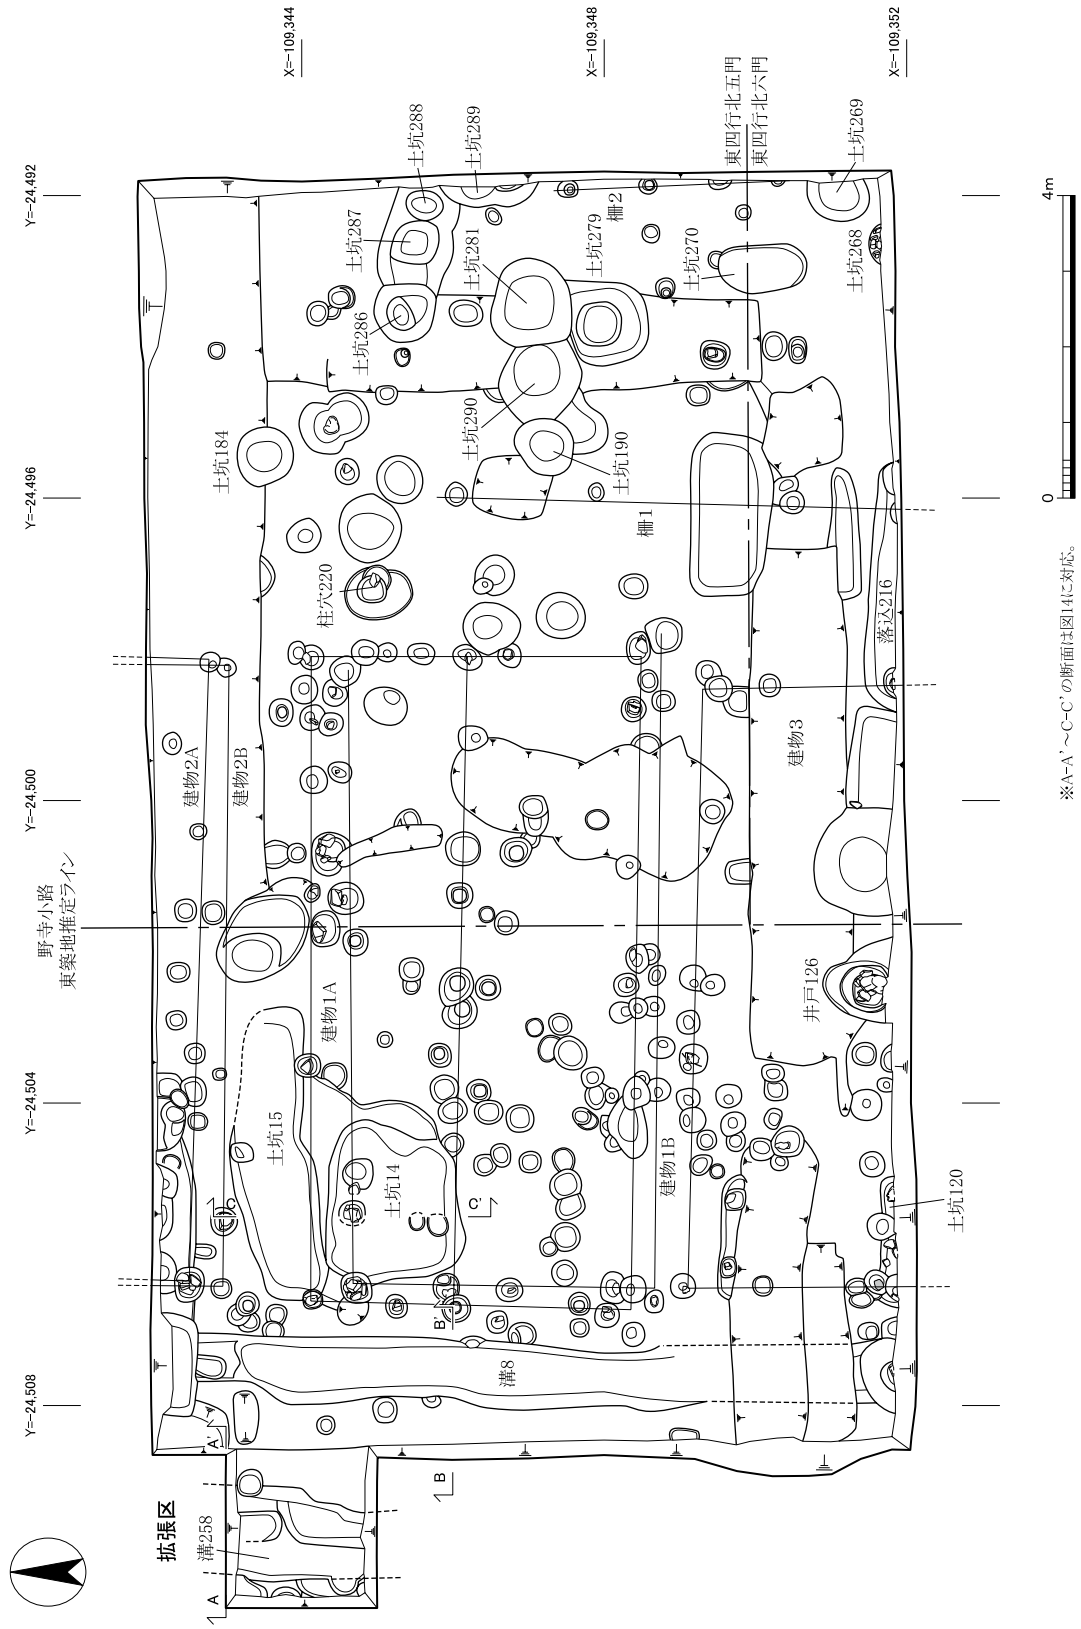 X=-109,344
X=-109,348
X=-109,352
Y=-24,492
Y=-24,496
Y=-24,500
Y=-24,504
Y=-24,508
東四行北五門
東四行北六門
土坑288
土坑289
土坑269
土坑287
土坑281
土坑279
柵2
土坑270
土坑268
土坑286
土坑184
土坑290
土坑190
柵1
柱穴220
落込216
建物2A
建物2B
建物3
野寺小路
東築地推定ライン
建物1A
井戸126
土坑15
土坑14
建物1B
土坑120
C
C'
B'
溝8
A'
B
拡張区
溝258
A
4m
0
※A-A'～C-C'の断面は図14に対応。